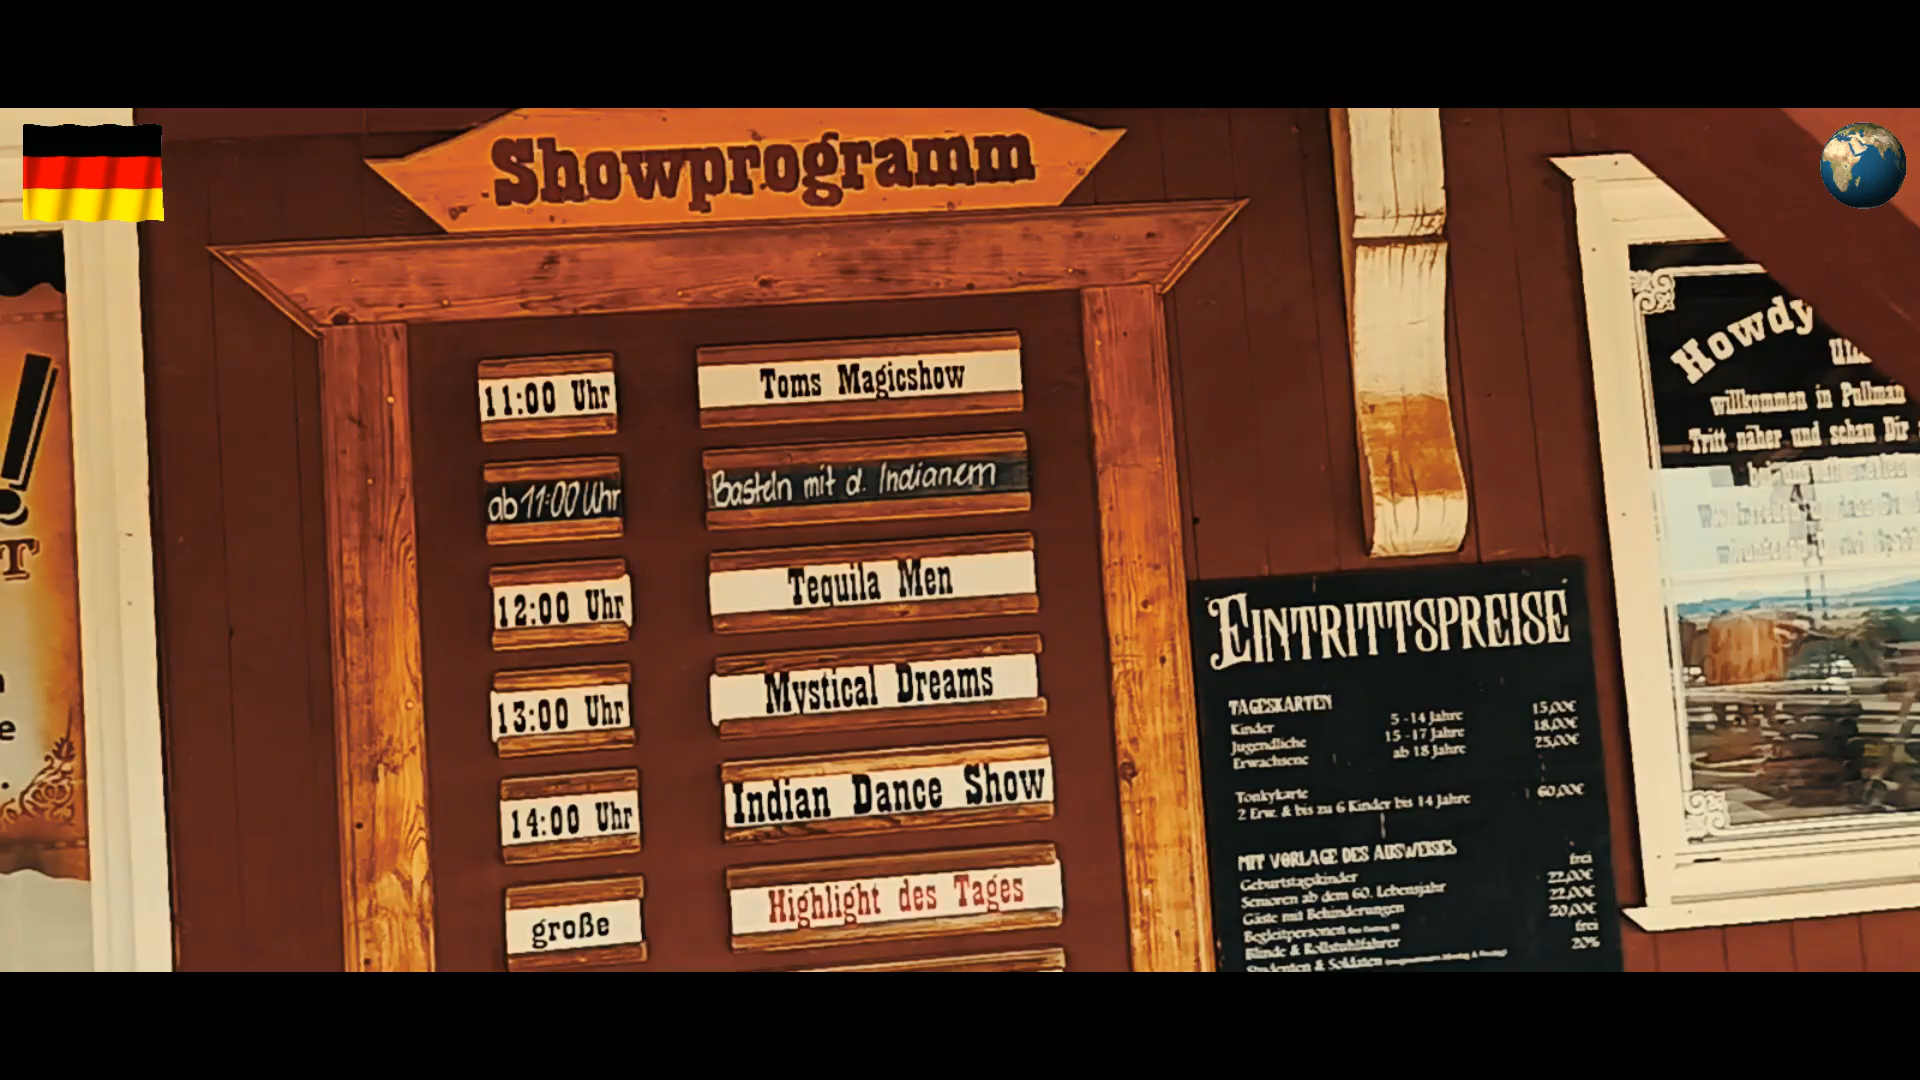 Showprogramm
11:00 Uhr Toms Magicshow
ab 11:00 Uhr Basteln mit d. Indianern
12:00 Uhr Tequila Men
13:00 Uhr Mystical Dreams
14:00 Uhr Indian Dance Show
große Highlight des Tages
EINTRITTSPREISE
TAGESKARTEN
Kinder 5 - 14 Jahre 15,00€
Jugendliche 15 - 17 Jahre 18,00€
Erwachsene ab 18 Jahre 25,00€
Tonkykarte
2 Erw. & bis zu 6 Kinder bis 14 Jahre 60,00€
MIT VORLAGE DES AUSWEISES
Geburtstagskinder frei
Senioren ab dem 60. Lebensjahr 22,00€
Gäste mit Behinderungen 22,00€
Begleitpersonen 20,00€
Blinde & Rollstuhlfahrer frei
Studenten & Soldaten 20%
Howdy
willkommen in Pullman
Tritt näher und schau Dir